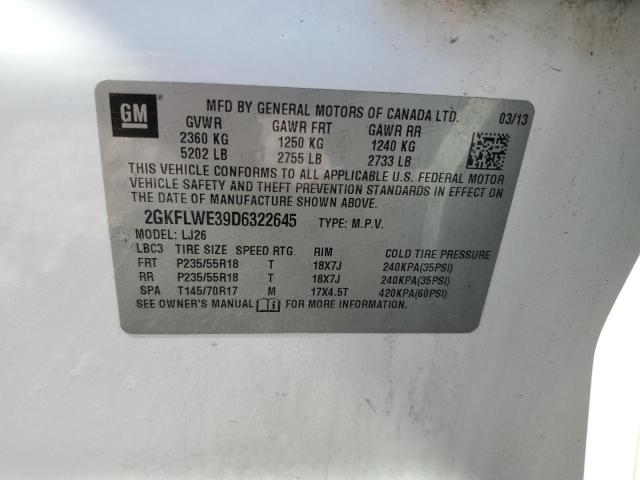 GM
MFD BY GENERAL MOTORS OF CANADA LTD. 03/13
GVWR GAWR FRT GAWR RR
2360 KG 1250 KG 1240 KG
5202 LB 2755 LB 2733 LB
THIS VEHICLE CONFORMS TO ALL APPLICABLE U.S. FEDERAL MOTOR
VEHICLE SAFETY AND THEFT PREVENTION STANDARDS IN EFFECT ON
THE DATE OF MANUFACTURE SHOWN ABOVE.
2GKFLWE39D6322645 TYPE: M.P.V.
MODEL: LJ26
LBC3 TIRE SIZE SPEED RTG RIM COLD TIRE PRESSURE
FRT P235/55R18 T 18X7J 240KPA(35PSI)
RR P235/55R18 T 18X7J 240KPA(35PSI)
SPA T145/70R17 M 17X4.5T 420KPA(60PSI)
SEE OWNER'S MANUAL FOR ADDITIONAL INFORMATION.